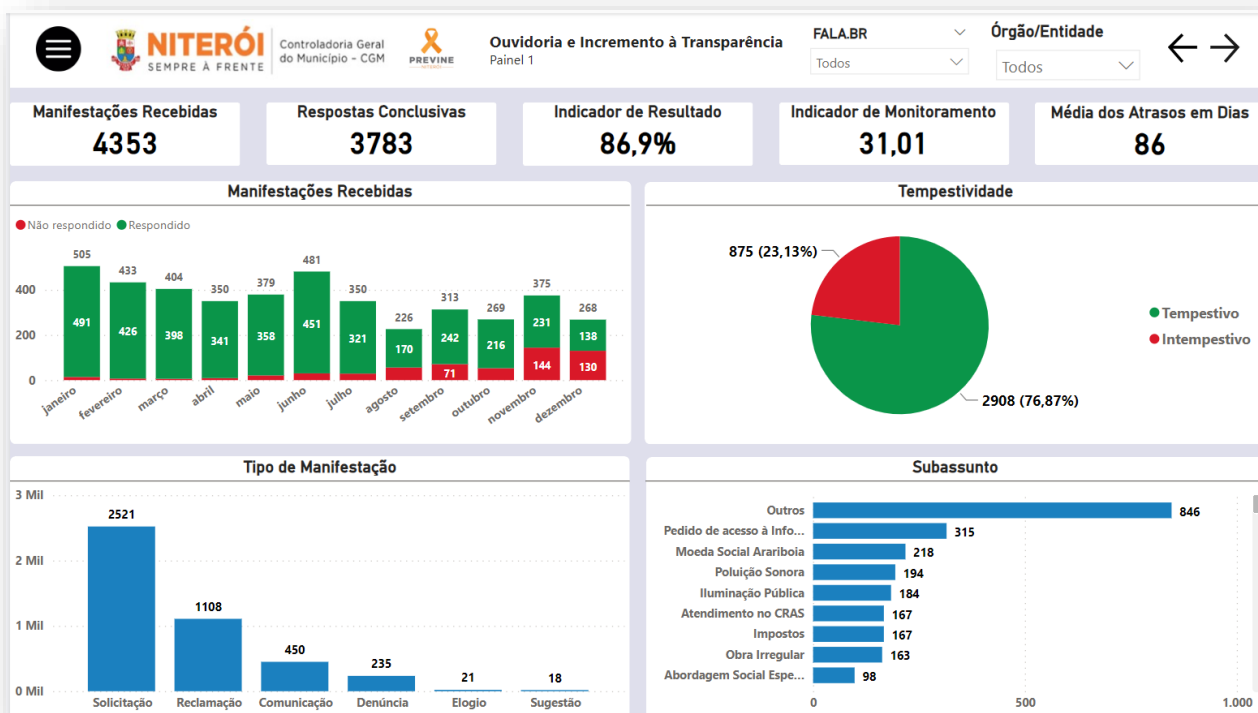 NITERÓI
SEMPRE À FRENTE
Controladoria Geral
do Município - CGM
PREVINE
Ouvidoria e Incremento à Transparência
Painel 1
FALA.BR
Todos
Órgão/Entidade
Todos
Manifestações Recebidas
4353
Respostas Conclusivas
3783
Indicador de Resultado
86,9%
Indicador de Monitoramento
31,01
Média dos Atrasos em Dias
86
Manifestações Recebidas
Não respondido Respondido
505
433
404
350
379
481
350
226
313
269
375
268
400
200
0
491
426
398
341
358
451
321
170
242
216
231
138
71
144
130
janeiro
fevereiro
março
abril
maio
junho
julho
agosto
setembro
outubro
novembro
dezembro
Tempestividade
875 (23,13%)
2908 (76,87%)
Tempestivo
Intempestivo
Tipo de Manifestação
3 Mil
2 Mil
1 Mil
0 Mil
2521
1108
450
235
21
18
Solicitação
Reclamação
Comunicação
Denúncia
Elogio
Sugestão
Subassunto
Outros 846
Pedido de acesso à Info... 315
Moeda Social Arariboia 218
Poluição Sonora 194
Iluminação Pública 184
Atendimento no CRAS 167
Impostos 167
Obra Irregular 163
Abordagem Social Espe... 98
0 500 1.000